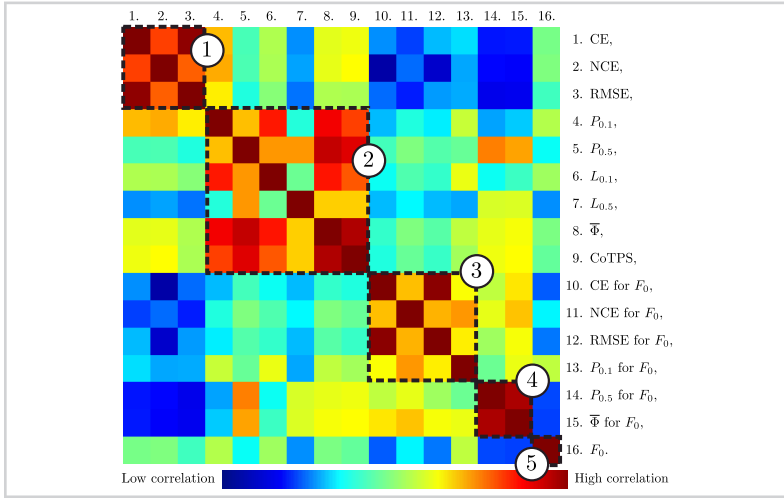 1. 2. 3. 4. 5. 6. 7. 8. 9. 10. 11. 12. 13. 14. 15. 16.
1
2
3
4
5
1. CE,
2. NCE,
3. RMSE,
4. P₀.₁,
5. P₀.₅,
6. L₀.₁,
7. L₀.₅,
8. Φ̅,
9. CoTPS,
10. CE for F₀,
11. NCE for F₀,
12. RMSE for F₀,
13. P₀.₁ for F₀,
14. P₀.₅ for F₀,
15. Φ̅ for F₀,
16. F₀.
Low correlation High correlation